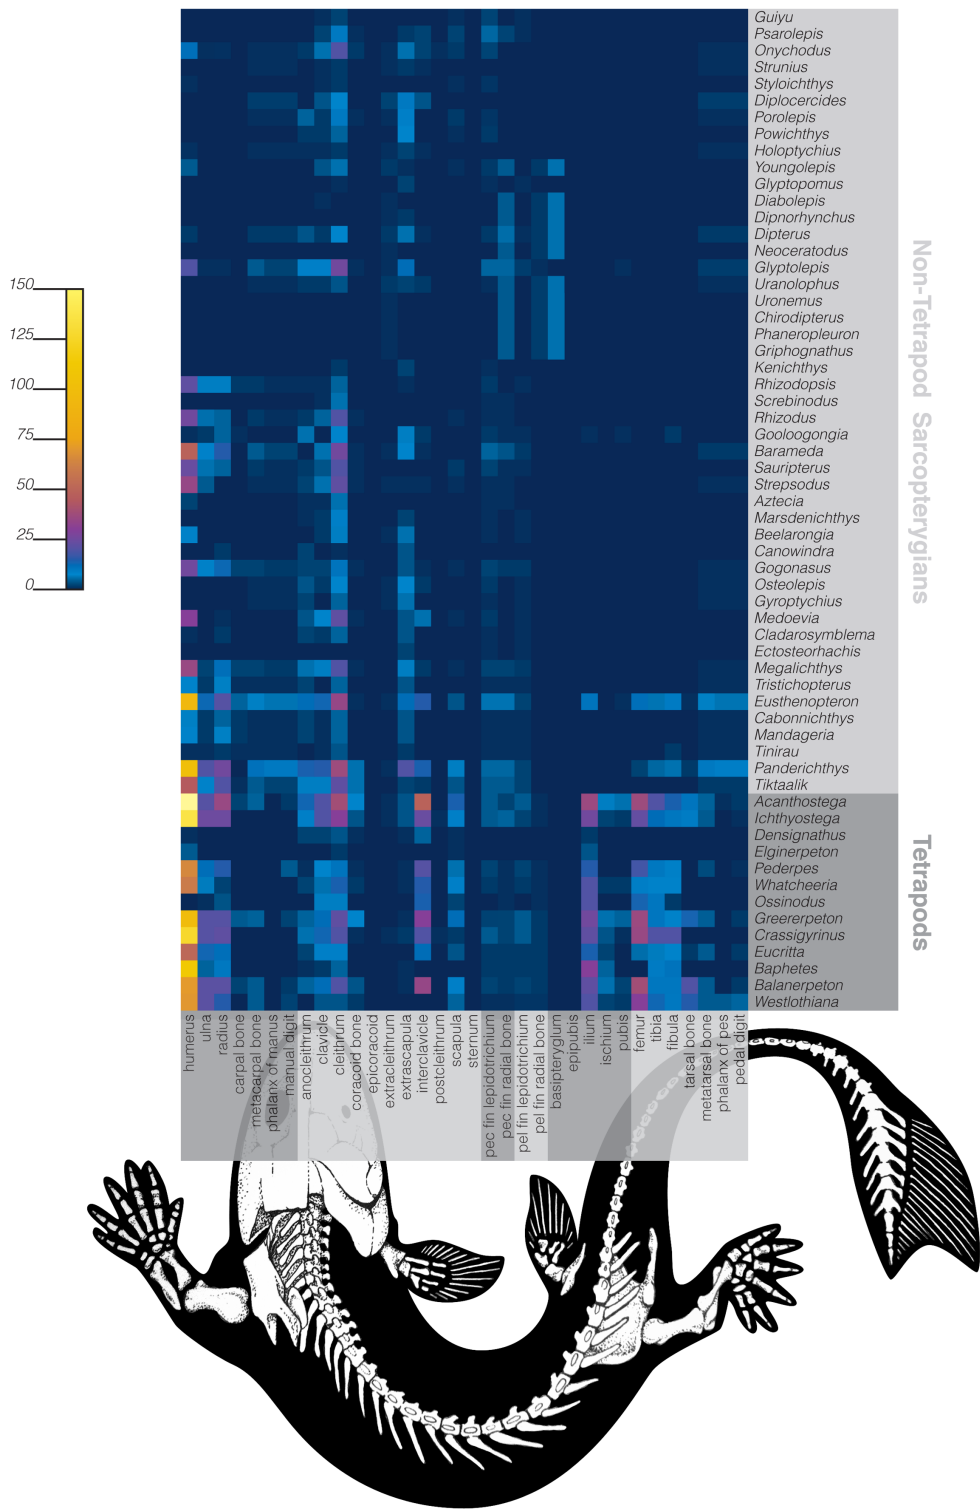 Guiyu
Psarolepis
Onychodus
Strunius
Styloichthys
Diplocercides
Porolepis
Powichthys
Holoptychius
Youngolepis
Glyptopomus
Diabolepis
Dipnorhynchus
Dipterus
Neoceratodus
Glyptolepis
Uranolophus
Uronemus
Chirodipterus
Phaneropleuron
Griphognathus
Kenichthys
Rhizodopsis
Screbinodus
Rhizodus
Gooloogongia
Barameda
Sauripterus
Strepsodus
Aztecia
Marsdenichthys
Beelarongia
Canowindra
Gogonasus
Osteolepis
Gyroptychius
Medoevia
Cladarosymblema
Ectosteorhachis
Megalichthys
Tristichopterus
Eusthenopteron
Cabonnichthys
Mandageria
Tinirau
Panderichthys
Tiktaalik
Acanthostega
Ichthyostega
Densignathus
Elginerpeton
Pederpes
Whatcheeria
Ossinodus
Greererpeton
Crassigyrinus
Eucritta
Baphetes
Balanerpeton
Westlothiana
Non-Tetrapod Sarcopterygians
Tetrapods
150
125
100
75
50
25
0
humerus
ulna
radius
carpal bone
metacarpal bone
phalanx of manus
manual digit
anocleithrum
clavicle
cleithrum
coracoid bone
epicoracoid
extracleithrum
extrascapula
interclavicle
postcleithrum
scapula
sternum
pec fin lepidotrichium
pec fin radial bone
pel fin lepidotrichium
pel fin radial bone
basipterygium
epipubis
ilium
ischium
pubis
femur
tibia
fibula
tarsal bone
metatarsal bone
phalanx of pes
pedal digit